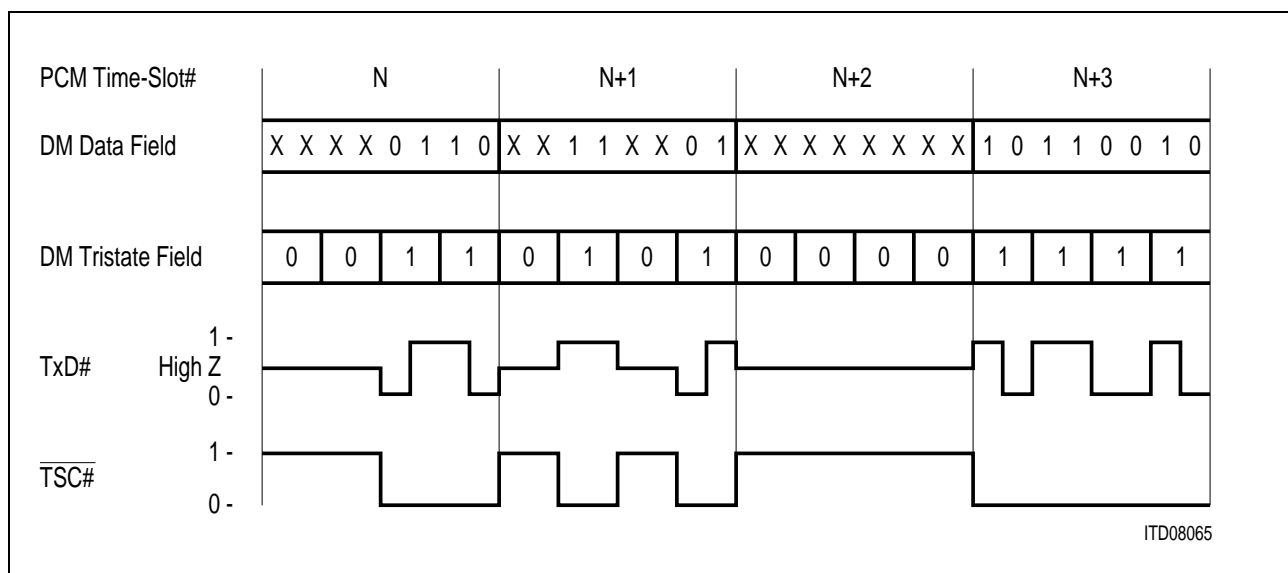 PCM Time-Slot# N N+1 N+2 N+3
DM Data Field X X X X 0 1 1 0 X X 1 1 X X 0 1 X X X X X X X X 1 0 1 1 0 0 1 0
DM Tristate Field 0 0 1 1 0 1 0 1 0 0 0 0 1 1 1 1
1 -
TxD# High Z
0 -
1 -
TSC#
0 -
ITD08065